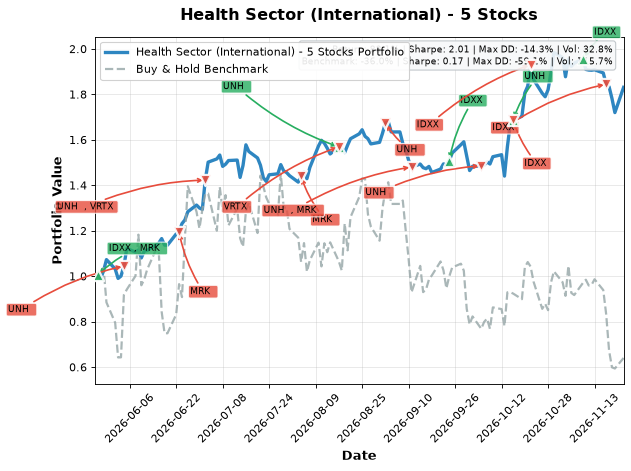 Health Sector (International) - 5 Stocks
IDXX
Health Sector (International) - 5 Stocks Portfolio
Buy & Hold Benchmark
Sharpe: 2.01 | Max DD: -14.3% | Vol: 32.8%
Benchmark: -36.0% | Sharpe: 0.17 | Max DD:
UNH
UNH
IDXX
IDXX
IDXX
IDXX
UNH
UNH
UNH , VRTX
VRTX
UNH , MRK
MRK
IDXX , MRK
MRK
UNH
Portfolio Value
2.0
1.8
1.6
1.4
1.2
1.0
0.8
0.6
2026-06-06
2026-06-22
2026-07-08
2026-07-24
2026-08-09
2026-08-25
2026-09-10
2026-09-26
2026-10-12
2026-10-28
2026-11-13
Date